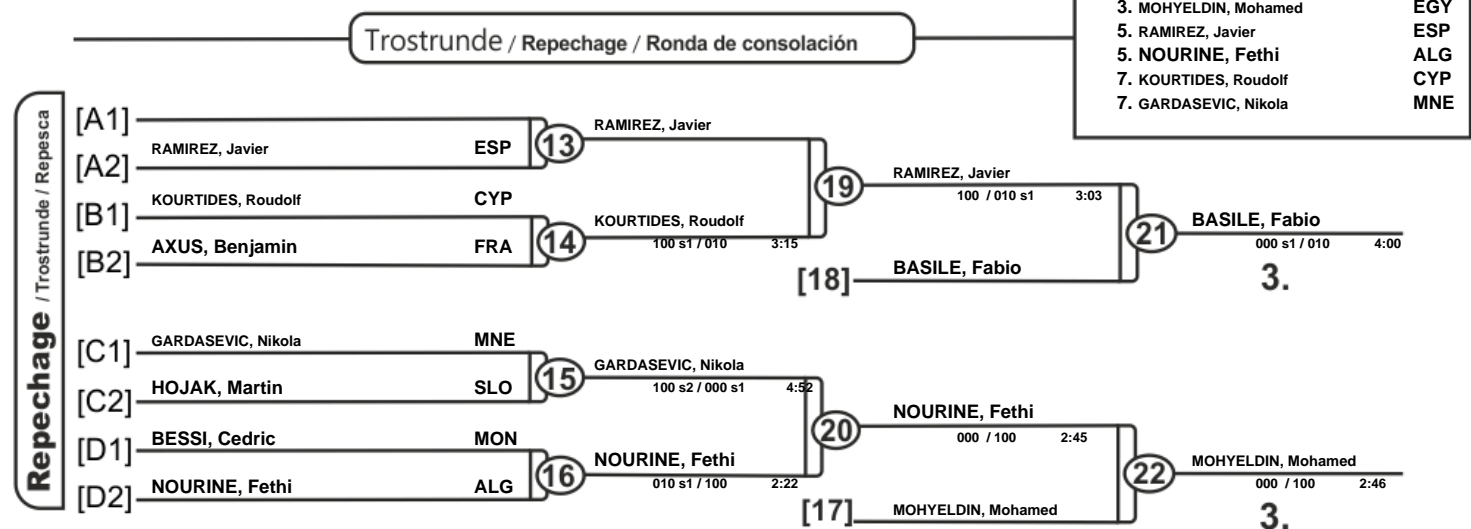 3. MOHYELDIN, Mohamed EGY
5. RAMIREZ, Javier ESP
5. NOURINE, Fethi ALG
7. KOURTIDES, Roudolf CYP
7. GARDASEVIC, Nikola MNE
Trostrunde / Repechage / Ronda de consolación
Repechage / Trostrunde / Repesca
[A1]
[A2] RAMIREZ, Javier ESP
13
RAMIREZ, Javier
[B1] KOURTIDES, Roudolf CYP
[B2] AXUS, Benjamin FRA
14
KOURTIDES, Roudolf
100 s1 / 010 3:15
19
RAMIREZ, Javier
100 / 010 s1 3:03
[18] BASILE, Fabio
21
BASILE, Fabio
000 s1 / 010 4:00
3.
[C1] GARDASEVIC, Nikola MNE
[C2] HOJAK, Martin SLO
15
GARDASEVIC, Nikola
100 s2 / 000 s1 4:52
[D1] BESSI, Cedric MON
[D2] NOURINE, Fethi ALG
16
NOURINE, Fethi
010 s1 / 100 2:22
20
NOURINE, Fethi
000 / 100 2:45
[17] MOHYELDIN, Mohamed
22
MOHYELDIN, Mohamed
000 / 100 2:46
3.